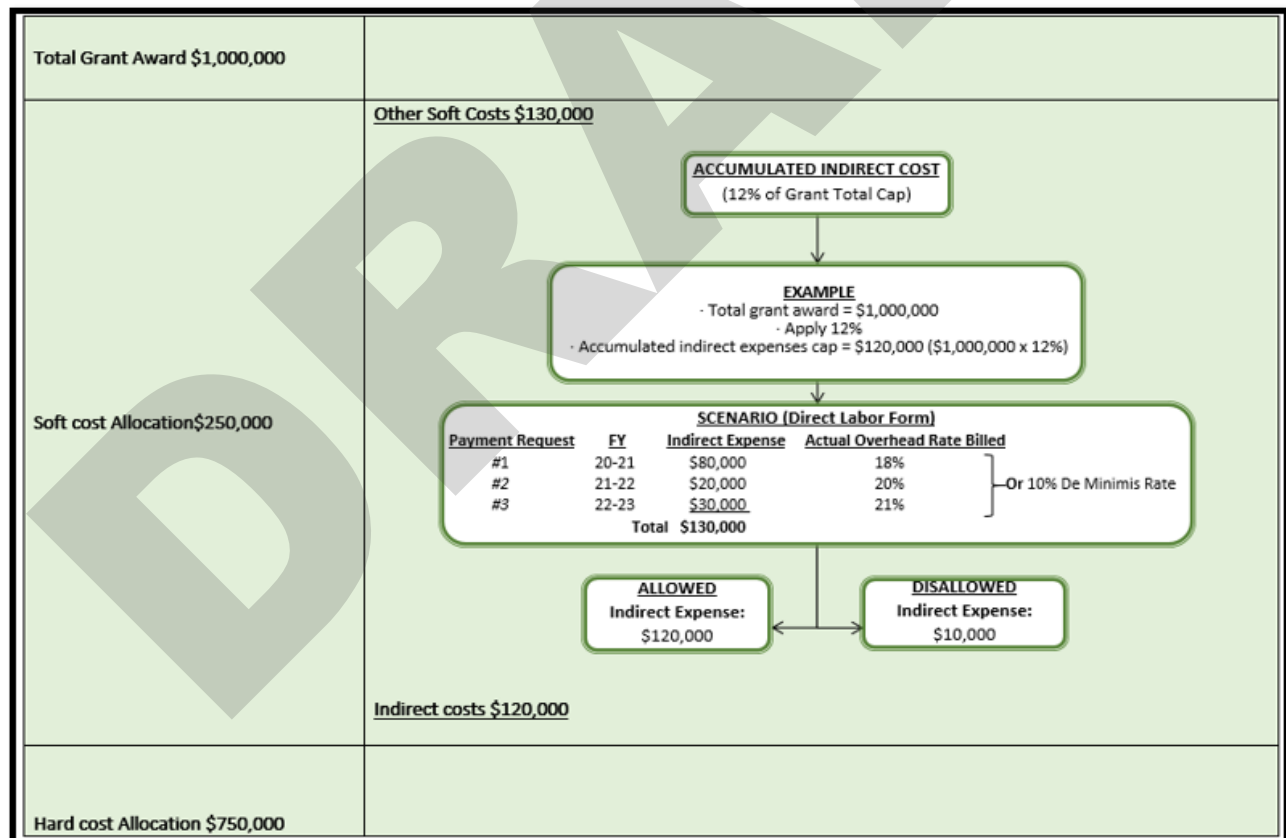 Total Grant Award $1,000,000
Other Soft Costs $130,000
ACCUMULATED INDIRECT COST
(12% of Grant Total Cap)
EXAMPLE
· Total grant award = $1,000,000
· Apply 12%
· Accumulated indirect expenses cap = $120,000 ($1,000,000 x 12%)
Soft cost Allocation$250,000
SCENARIO (Direct Labor Form)
Payment Request FY Indirect Expense Actual Overhead Rate Billed
#1 20-21 $80,000 18%
#2 21-22 $20,000 20% Or 10% De Minimis Rate
#3 22-23 $30,000 21%
Total $130,000
ALLOWED
Indirect Expense:
$120,000
DISALLOWED
Indirect Expense:
$10,000
Indirect costs $120,000
Hard cost Allocation $750,000